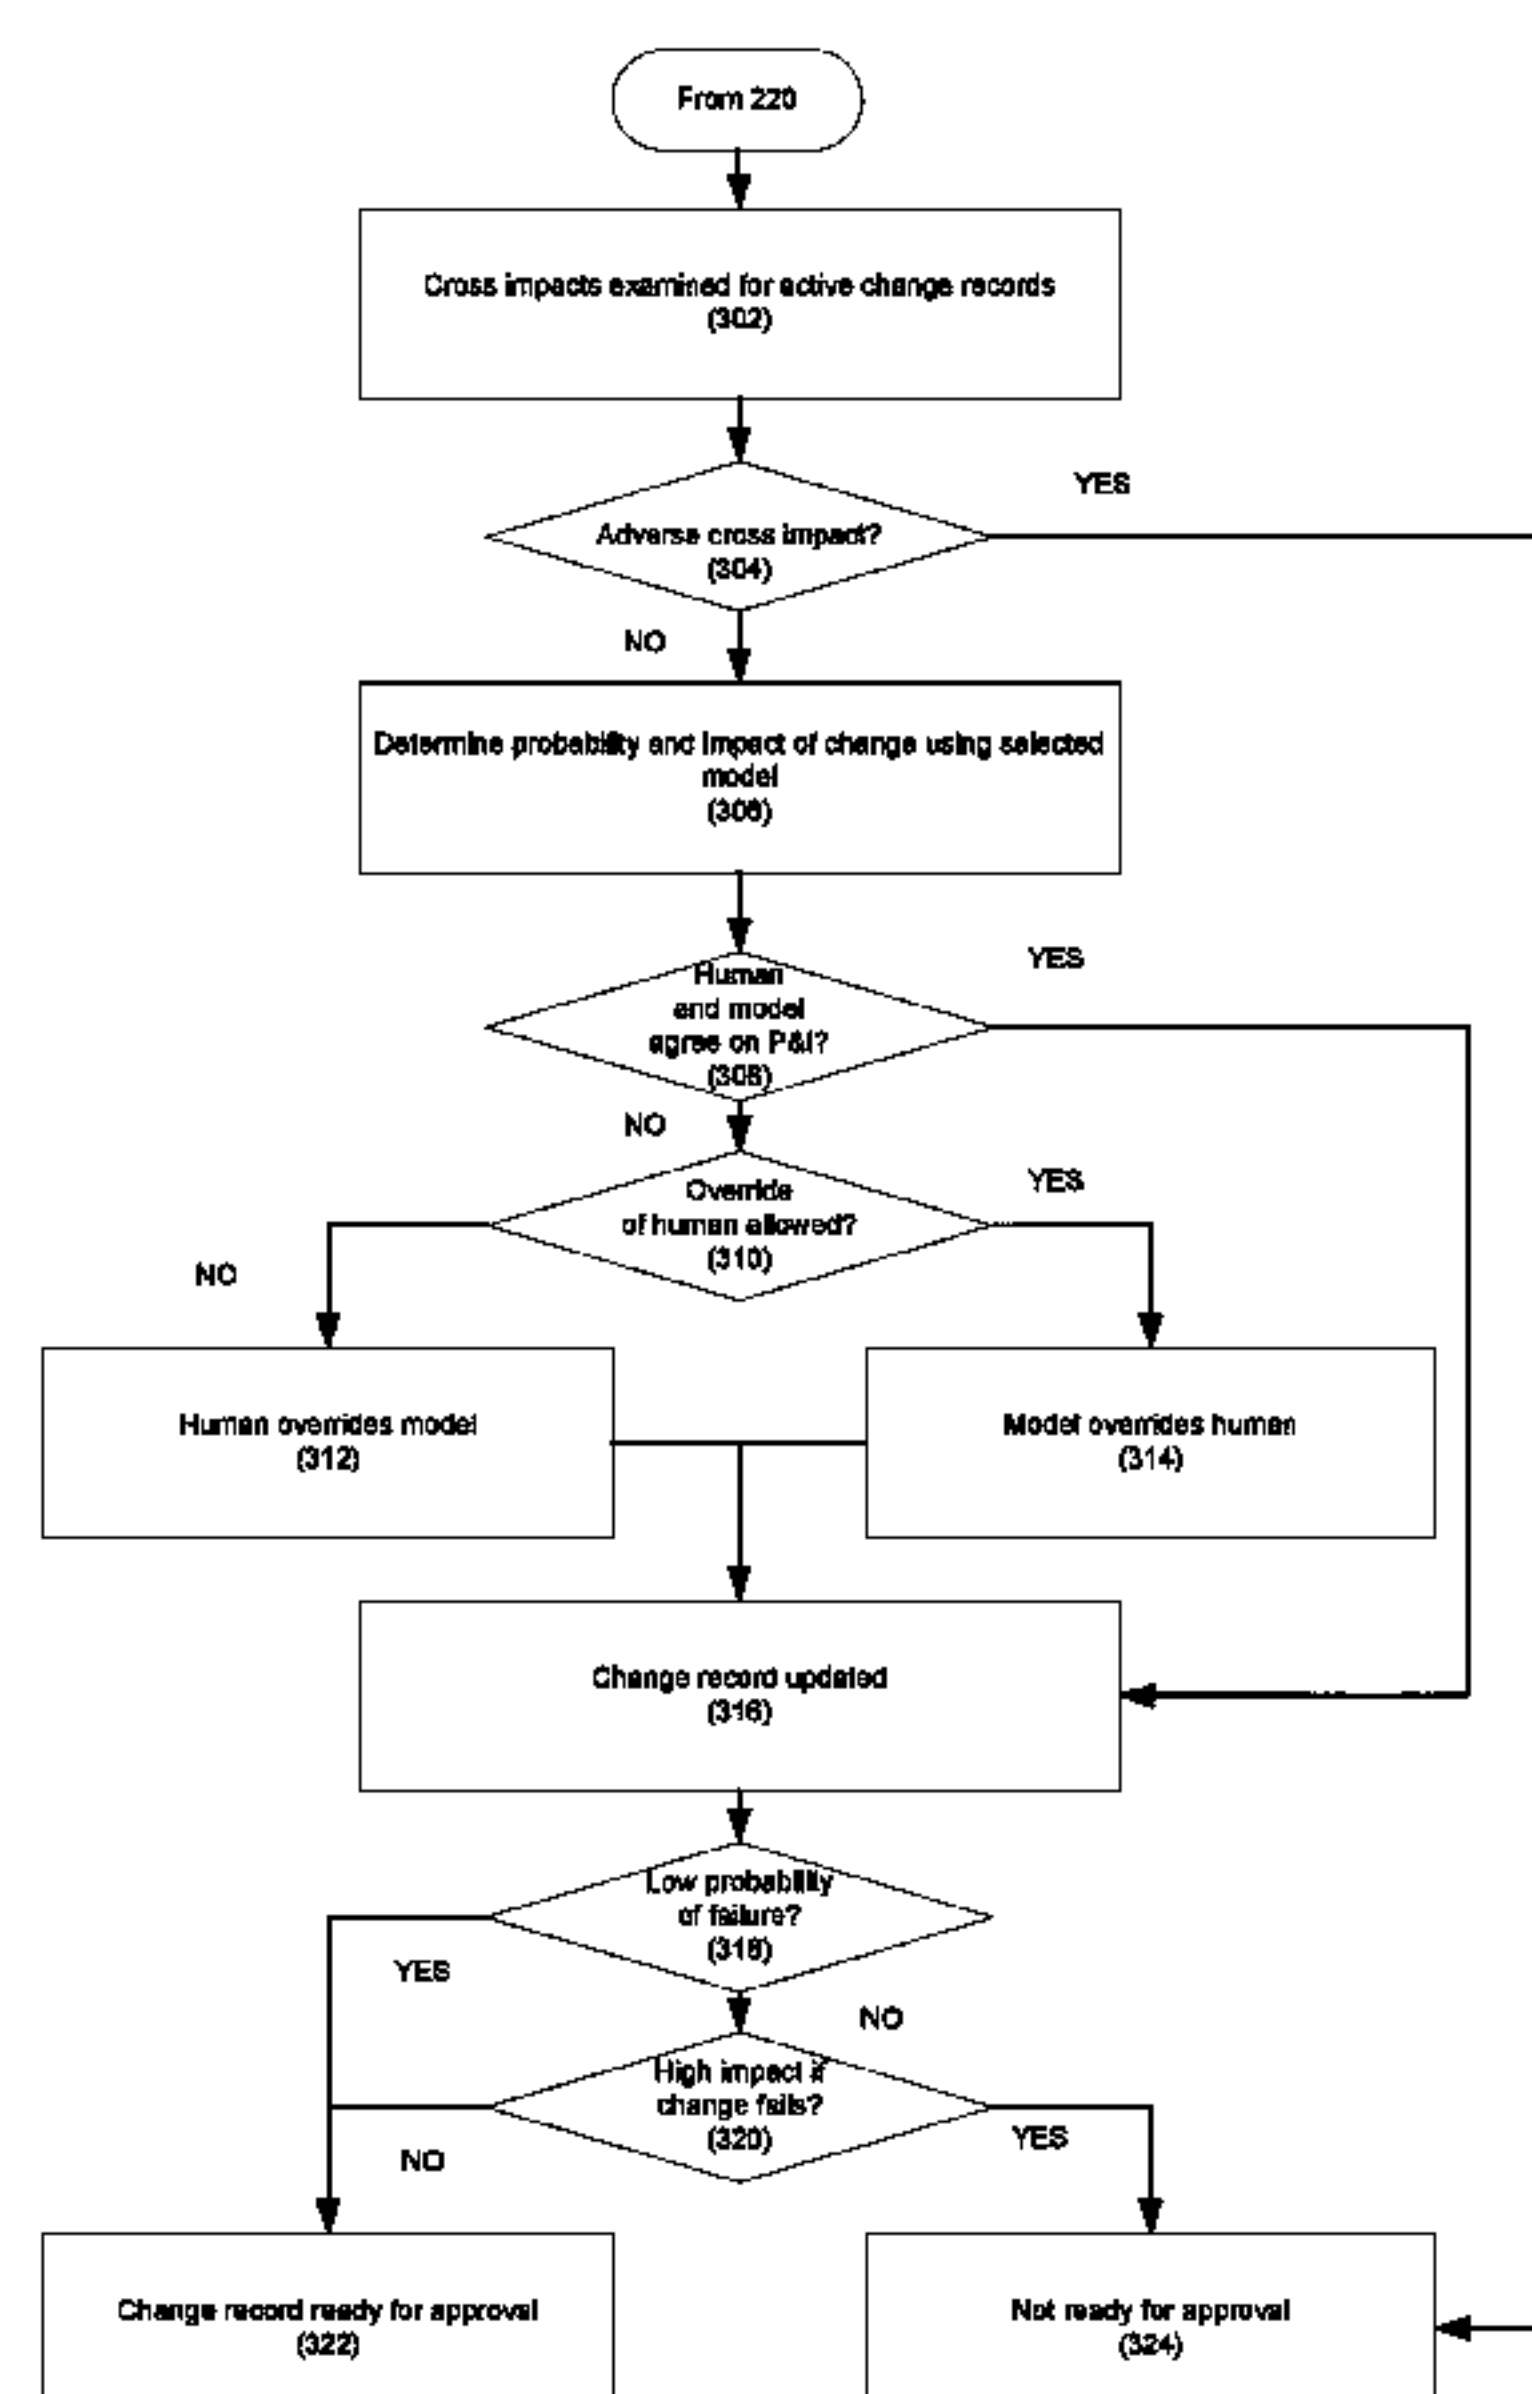 From 220
Cross impacts examined for active change records
(302)
YES
Adverse cross impact?
(304)
NO
Determine probability and impact of change using selected
model
(306)
YES
Human
and model
agree on P&I?
(308)
NO
YES
Override
of human allowed?
(310)
NO
Human overrides model
(312)
Model overrides human
(314)
Change record updated
(316)
Low probability
of failure?
(318)
YES
NO
High impact if
change fails?
(320)
YES
NO
Change record ready for approval
(322)
Not ready for approval
(324)